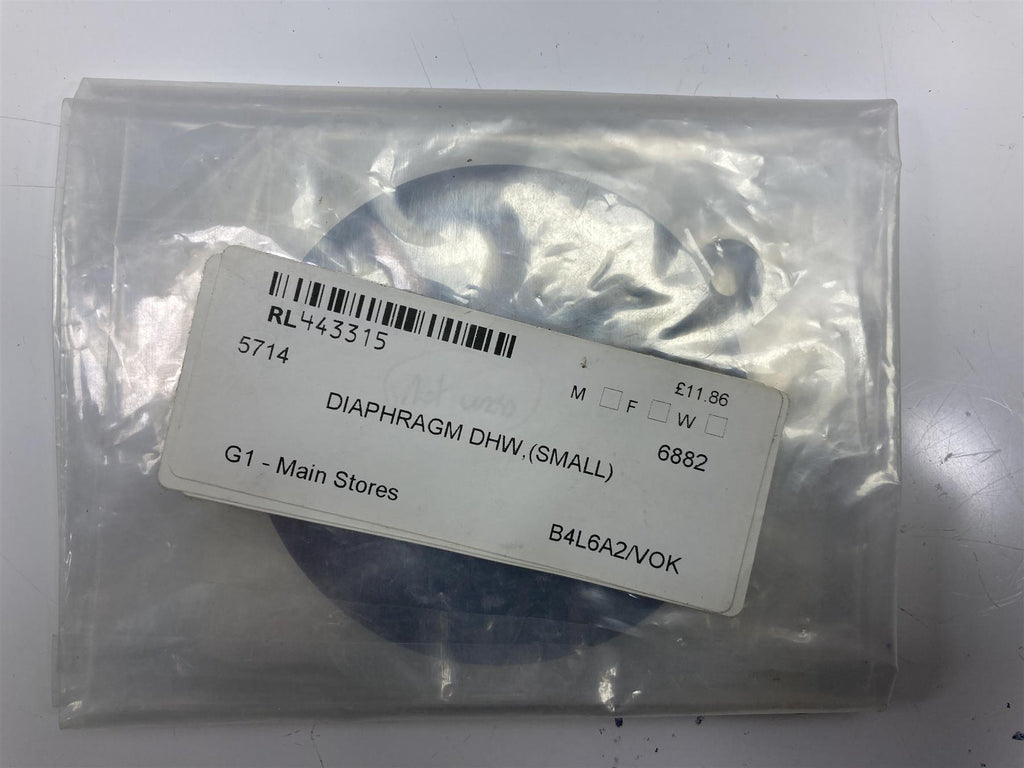 RL443315
5714
£11.86
M F W
DIAPHRAGM DHW.(SMALL)
6882
G1 - Main Stores
B4L6A2/VOK